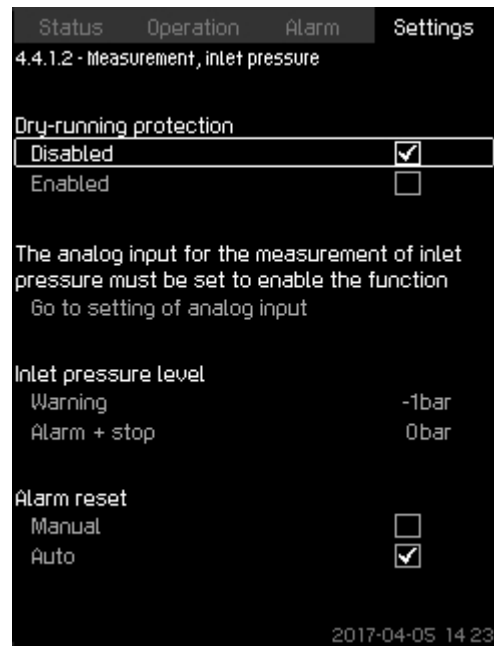 Status Operation Alarm Settings
4.4.1.2 - Measurement, inlet pressure
Dry-running protection
Disabled
Enabled
The analog input for the measurement of inlet
pressure must be set to enable the function
Go to setting of analog input
Inlet pressure level
Warning -1bar
Alarm + stop 0bar
Alarm reset
Manual
Auto
2017-04-05 14:23